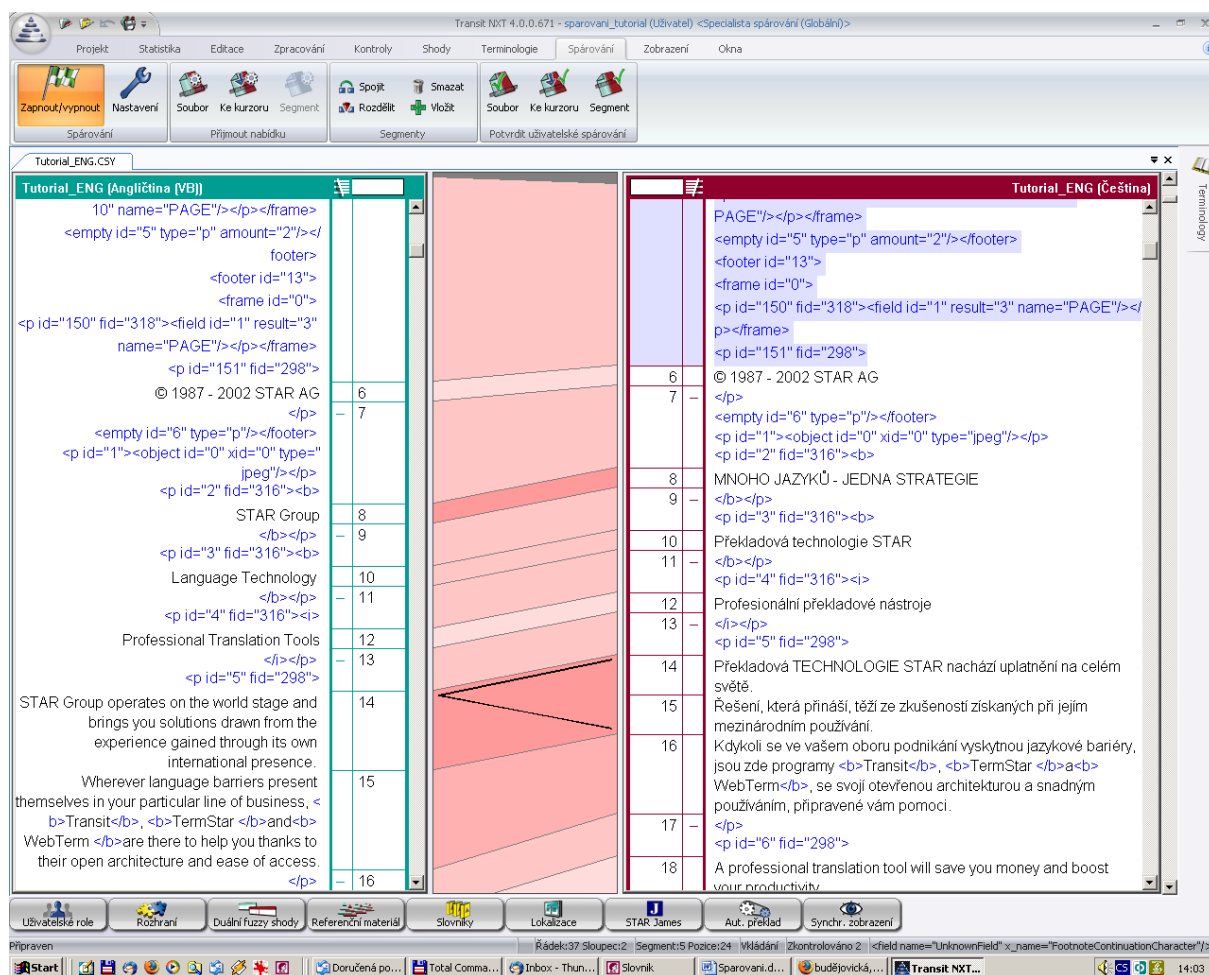 Transit NXT 4.0.0.671 - sparovani_tutorial (Uživatel) <Specialista spárování (Globální)>
Projekt Statistika Editace Zpracování Kontroly Shody Terminologie Spárování Zobrazení Okna
Zapnout/vypnout Nastavení Soubor Ke kurzoru Segment Spojit Smazat Rozdělit Vložit Soubor Ke kurzoru Segment
Spárování Přijmout nabídku Segmenty Potvrdit uživatelské spárování
Tutorial_ENG.CSY
Terminology
Tutorial_ENG (Angličtina (VB))
10" name="PAGE"/></p></frame>
<empty id="5" type="p" amount="2"/></
footer>
<footer id="13">
<frame id="0">
<p id="150" fid="318"><field id="1" result="3"
name="PAGE"/></p></frame>
<p id="151" fid="298">
© 1987 - 2002 STAR AG 6
</p> – 7
<empty id="6" type="p"/></footer>
<p id="1"><object id="0" xid="0" type="
jpeg"/></p>
<p id="2" fid="316"><b>
STAR Group 8
</b></p> – 9
<p id="3" fid="316"><b>
Language Technology 10
</b></p> – 11
<p id="4" fid="316"><i>
Professional Translation Tools 12
</i></p> – 13
<p id="5" fid="298">
STAR Group operates on the world stage and 14
brings you solutions drawn from the
experience gained through its own
international presence.
Wherever language barriers present 15
themselves in your particular line of business, <
b>Transit</b>, <b>TermStar </b>and<b>
WebTerm </b>are there to help you thanks to
their open architecture and ease of access.
</p> – 16
Tutorial_ENG (Čeština)
PAGE"/></p></frame>
<empty id="5" type="p" amount="2"/></footer>
<footer id="13">
<frame id="0">
<p id="150" fid="318"><field id="1" result="3" name="PAGE"/></
p></frame>
<p id="151" fid="298">
6 © 1987 - 2002 STAR AG
7 – </p>
<empty id="6" type="p"/></footer>
<p id="1"><object id="0" xid="0" type="jpeg"/></p>
<p id="2" fid="316"><b>
8 MNOHO JAZYKŮ - JEDNA STRATEGIE
9 – </b></p>
<p id="3" fid="316"><b>
10 Překladová technologie STAR
11 – </b></p>
<p id="4" fid="316"><i>
12 Profesionální překladové nástroje
13 – </i></p>
<p id="5" fid="298">
14 Překladová TECHNOLOGIE STAR nachází uplatnění na celém
světě.
15 Řešení, která přináší, těží ze zkušeností získaných při jejím
mezinárodním používání.
16 Kdykoli se ve vašem oboru podnikání vyskytnou jazykové bariéry,
jsou zde programy <b>Transit</b>, <b>TermStar </b>a<b>
WebTerm</b>, se svojí otevřenou architekturou a snadným
používáním, připravené vám pomoci.
17 – </p>
<p id="6" fid="298">
18 A professional translation tool will save you money and boost
your productivity.
Uživatelské role Rozhraní Duální fuzzy shody Referenční materiál Slovníky Lokalizace STAR James Aut. překlad Synchr. zobrazení
Připraven Řádek:37 Sloupec:2 Segment:5 Pozice:24 Vkládání Zkontrolováno 2 <field name="UnknownField" x_name="FootnoteContinuationCharacter"/>
Start Doručená po... Total Comma... Inbox - Thun... Slovnik Sparovani.d... budějovická,... Transit NXT... CS 14:03